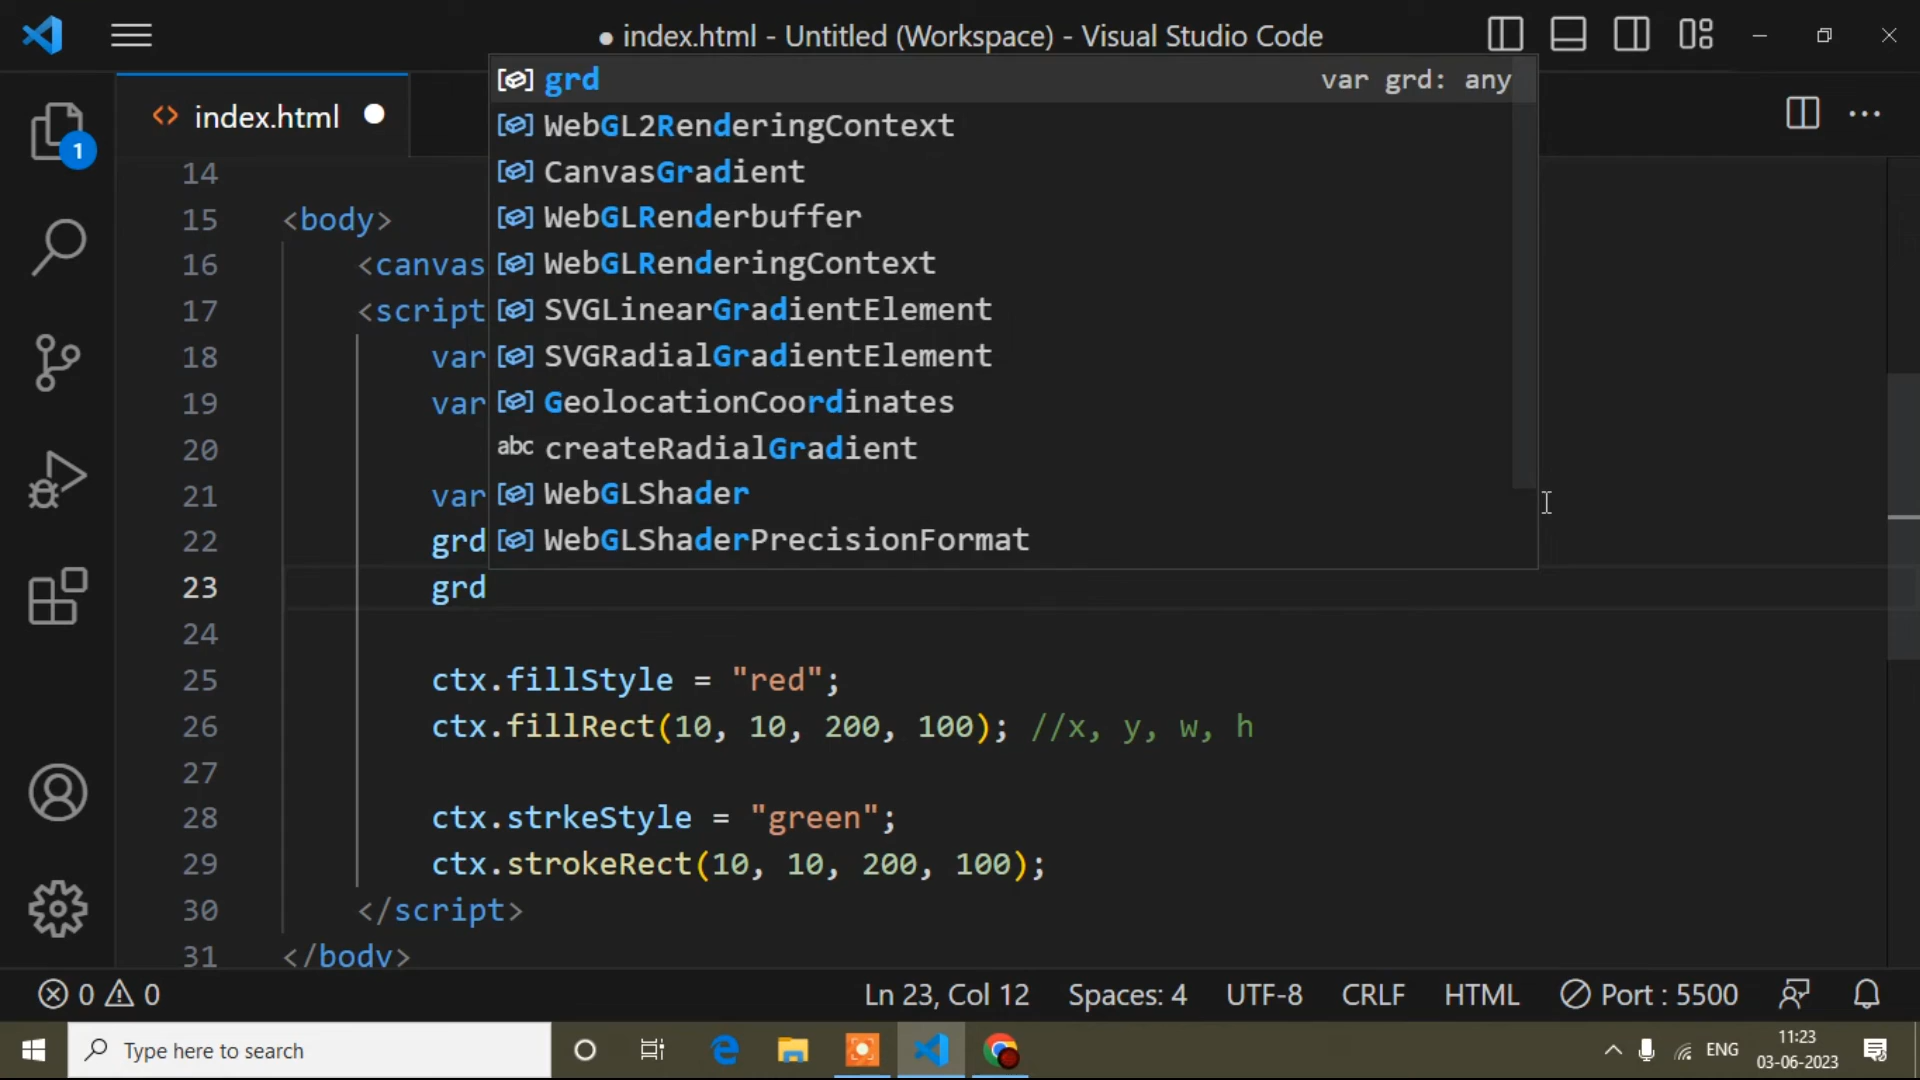 index.html - Untitled (Workspace) - Visual Studio Code
index.html
1
grd var grd: any
WebGL2RenderingContext
CanvasGradient
WebGLRenderbuffer
WebGLRenderingContext
SVGLinearGradientElement
SVGRadialGradientElement
GeolocationCoordinates
abc createRadialGradient
WebGLShader
WebGLShaderPrecisionFormat
14
15 <body>
16 <canvas
17 <script
18 var
19 var
20
21 var
22 grd
23 grd
24
25 ctx.fillStyle = "red";
26 ctx.fillRect(10, 10, 200, 100); //x, y, w, h
27
28 ctx.strkeStyle = "green";
29 ctx.strokeRect(10, 10, 200, 100);
30 </script>
31 </body>
0 0 Ln 23, Col 12 Spaces: 4 UTF-8 CRLF HTML Port : 5500
Type here to search ENG 11:23
03-06-2023